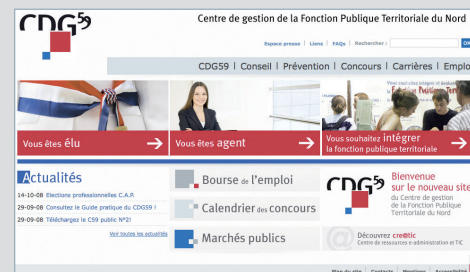 CDG59
Centre de gestion de la Fonction Publique Territoriale du Nord
Espace presse | Liens | FAQs | Rechercher :
CDG59 | Conseil | Prévention | Concours | Carrières | Emplo
Vous êtes élu
Vous êtes agent
Vous souhaitez intégrer
la fonction publique territoriale
Actualités
14-10-08 Elections professionnelles C.A.P.
29-09-08 Consultez le Guide pratique du CDG59 !
29-09-08 Téléchargez le C59 public N°2!
Voir toutes les actualités
Bourse de l'emploi
Calendrier des concours
Marchés publics
CDG59
Bienvenue
sur le nouveau site
du Centre de gestion
de la Fonction Publique
Territoriale du Nord
@
Découvrez cre@tic
Centre de ressources e-administration et TIC
Plan du site | Contacts | Mentions | Accessibilité